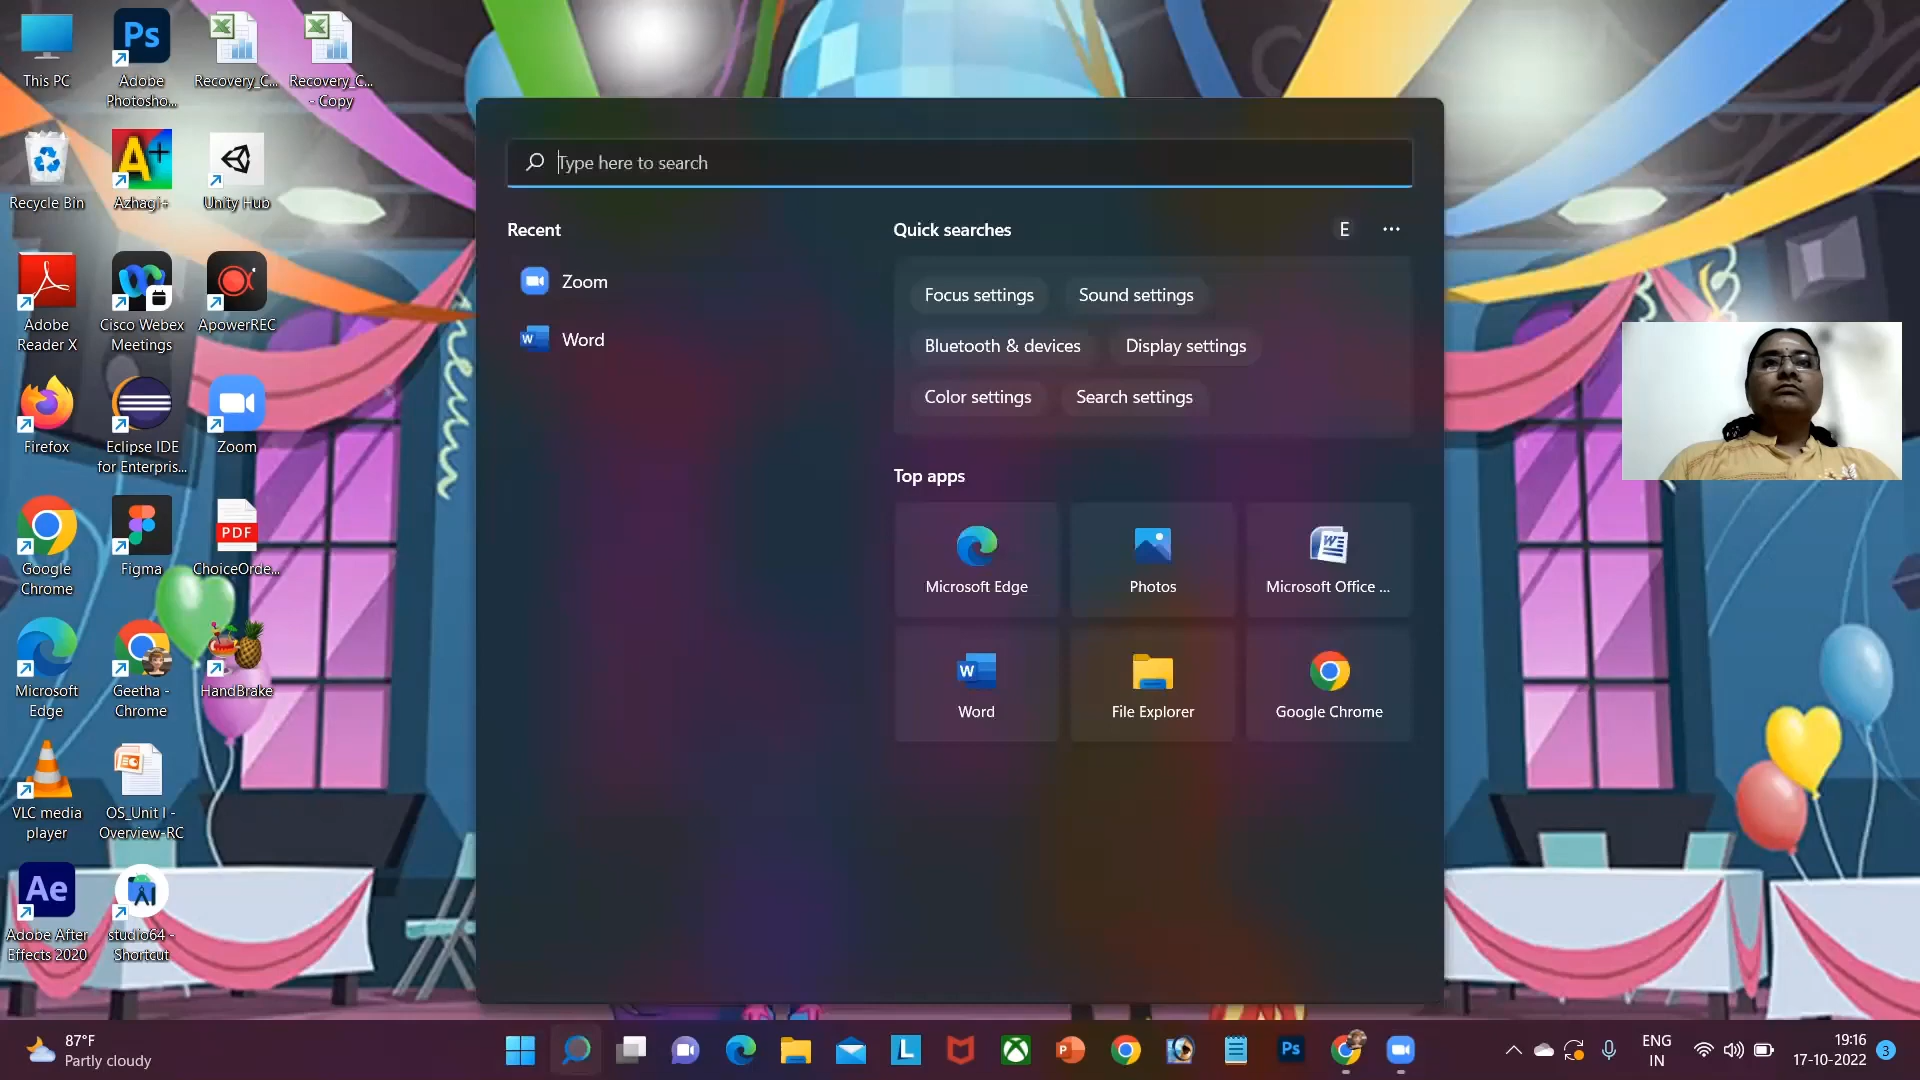 This PC
Adobe
Photosho...
Recovery_C...
Recovery_C...
- Copy
Recycle Bin
Azhagi+
Unity Hub
Adobe
Reader X
Cisco Webex
Meetings
ApowerREC
Firefox
Eclipse IDE
for Enterpris...
Zoom
Google
Chrome
Figma
PDF
ChoiceOrde...
Microsoft
Edge
Geetha -
Chrome
HandBrake
VLC media
player
OS_Unit I -
Overview-RC
Adobe After
Effects 2020
studio64 -
Shortcut
Type here to search
Recent
Zoom
Word
Quick searches
E
Focus settings
Sound settings
Bluetooth & devices
Display settings
Color settings
Search settings
Top apps
Microsoft Edge
Photos
Microsoft Office ...
Word
File Explorer
Google Chrome
87°F
Partly cloudy
ENG
IN
19:16
17-10-2022
3